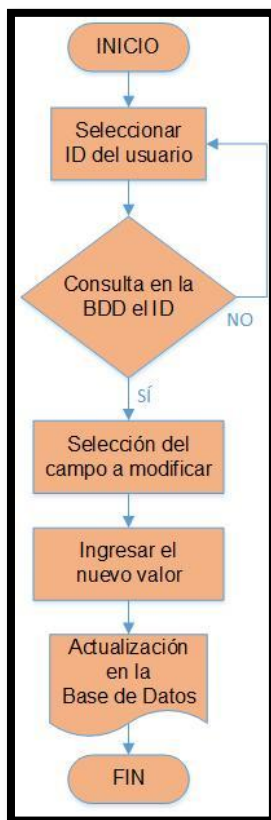 INICIO
Seleccionar
ID del usuario
Consulta en la
BDD el ID
NO
SÍ
Selección del
campo a modificar
Ingresar el
nuevo valor
Actualización
en la
Base de Datos
FIN